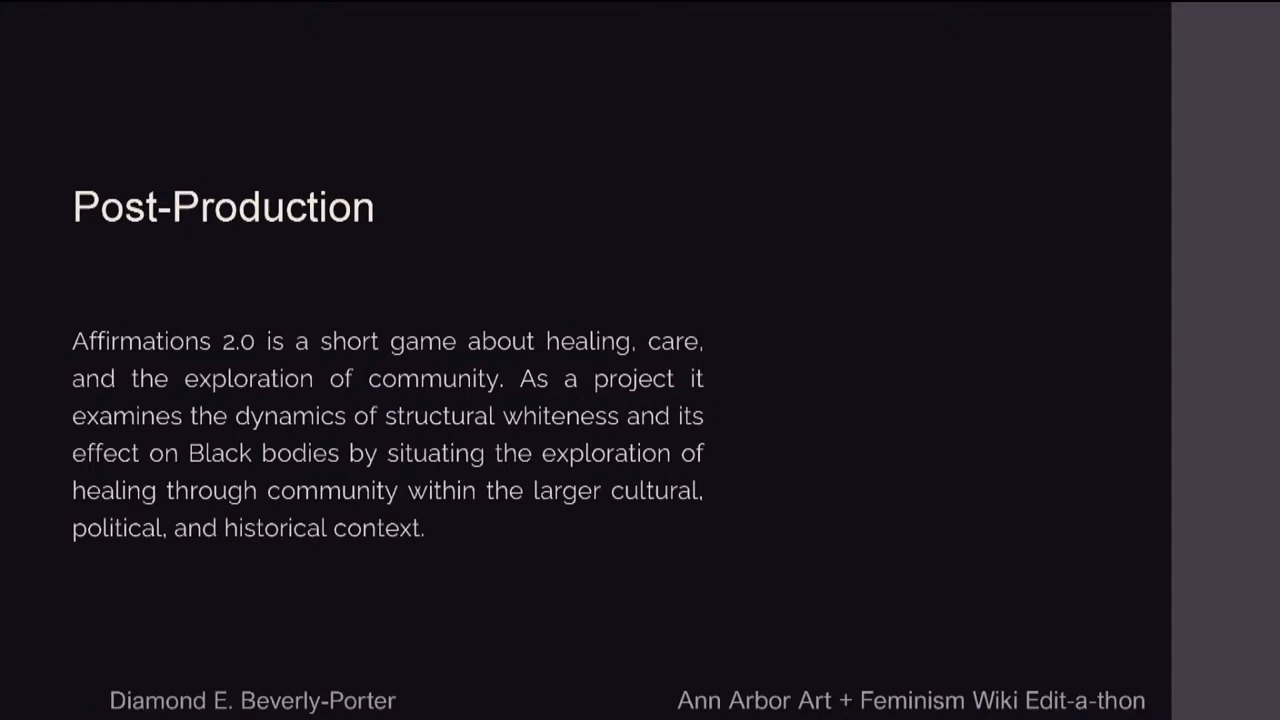 Post-Production
Affirmations 2.0 is a short game about healing, care,
and the exploration of community. As a project it
examines the dynamics of structural whiteness and its
effect on Black bodies by situating the exploration of
healing through community within the larger cultural,
political, and historical context.
Diamond E. Beverly-Porter
Ann Arbor Art + Feminism Wiki Edit-a-thon